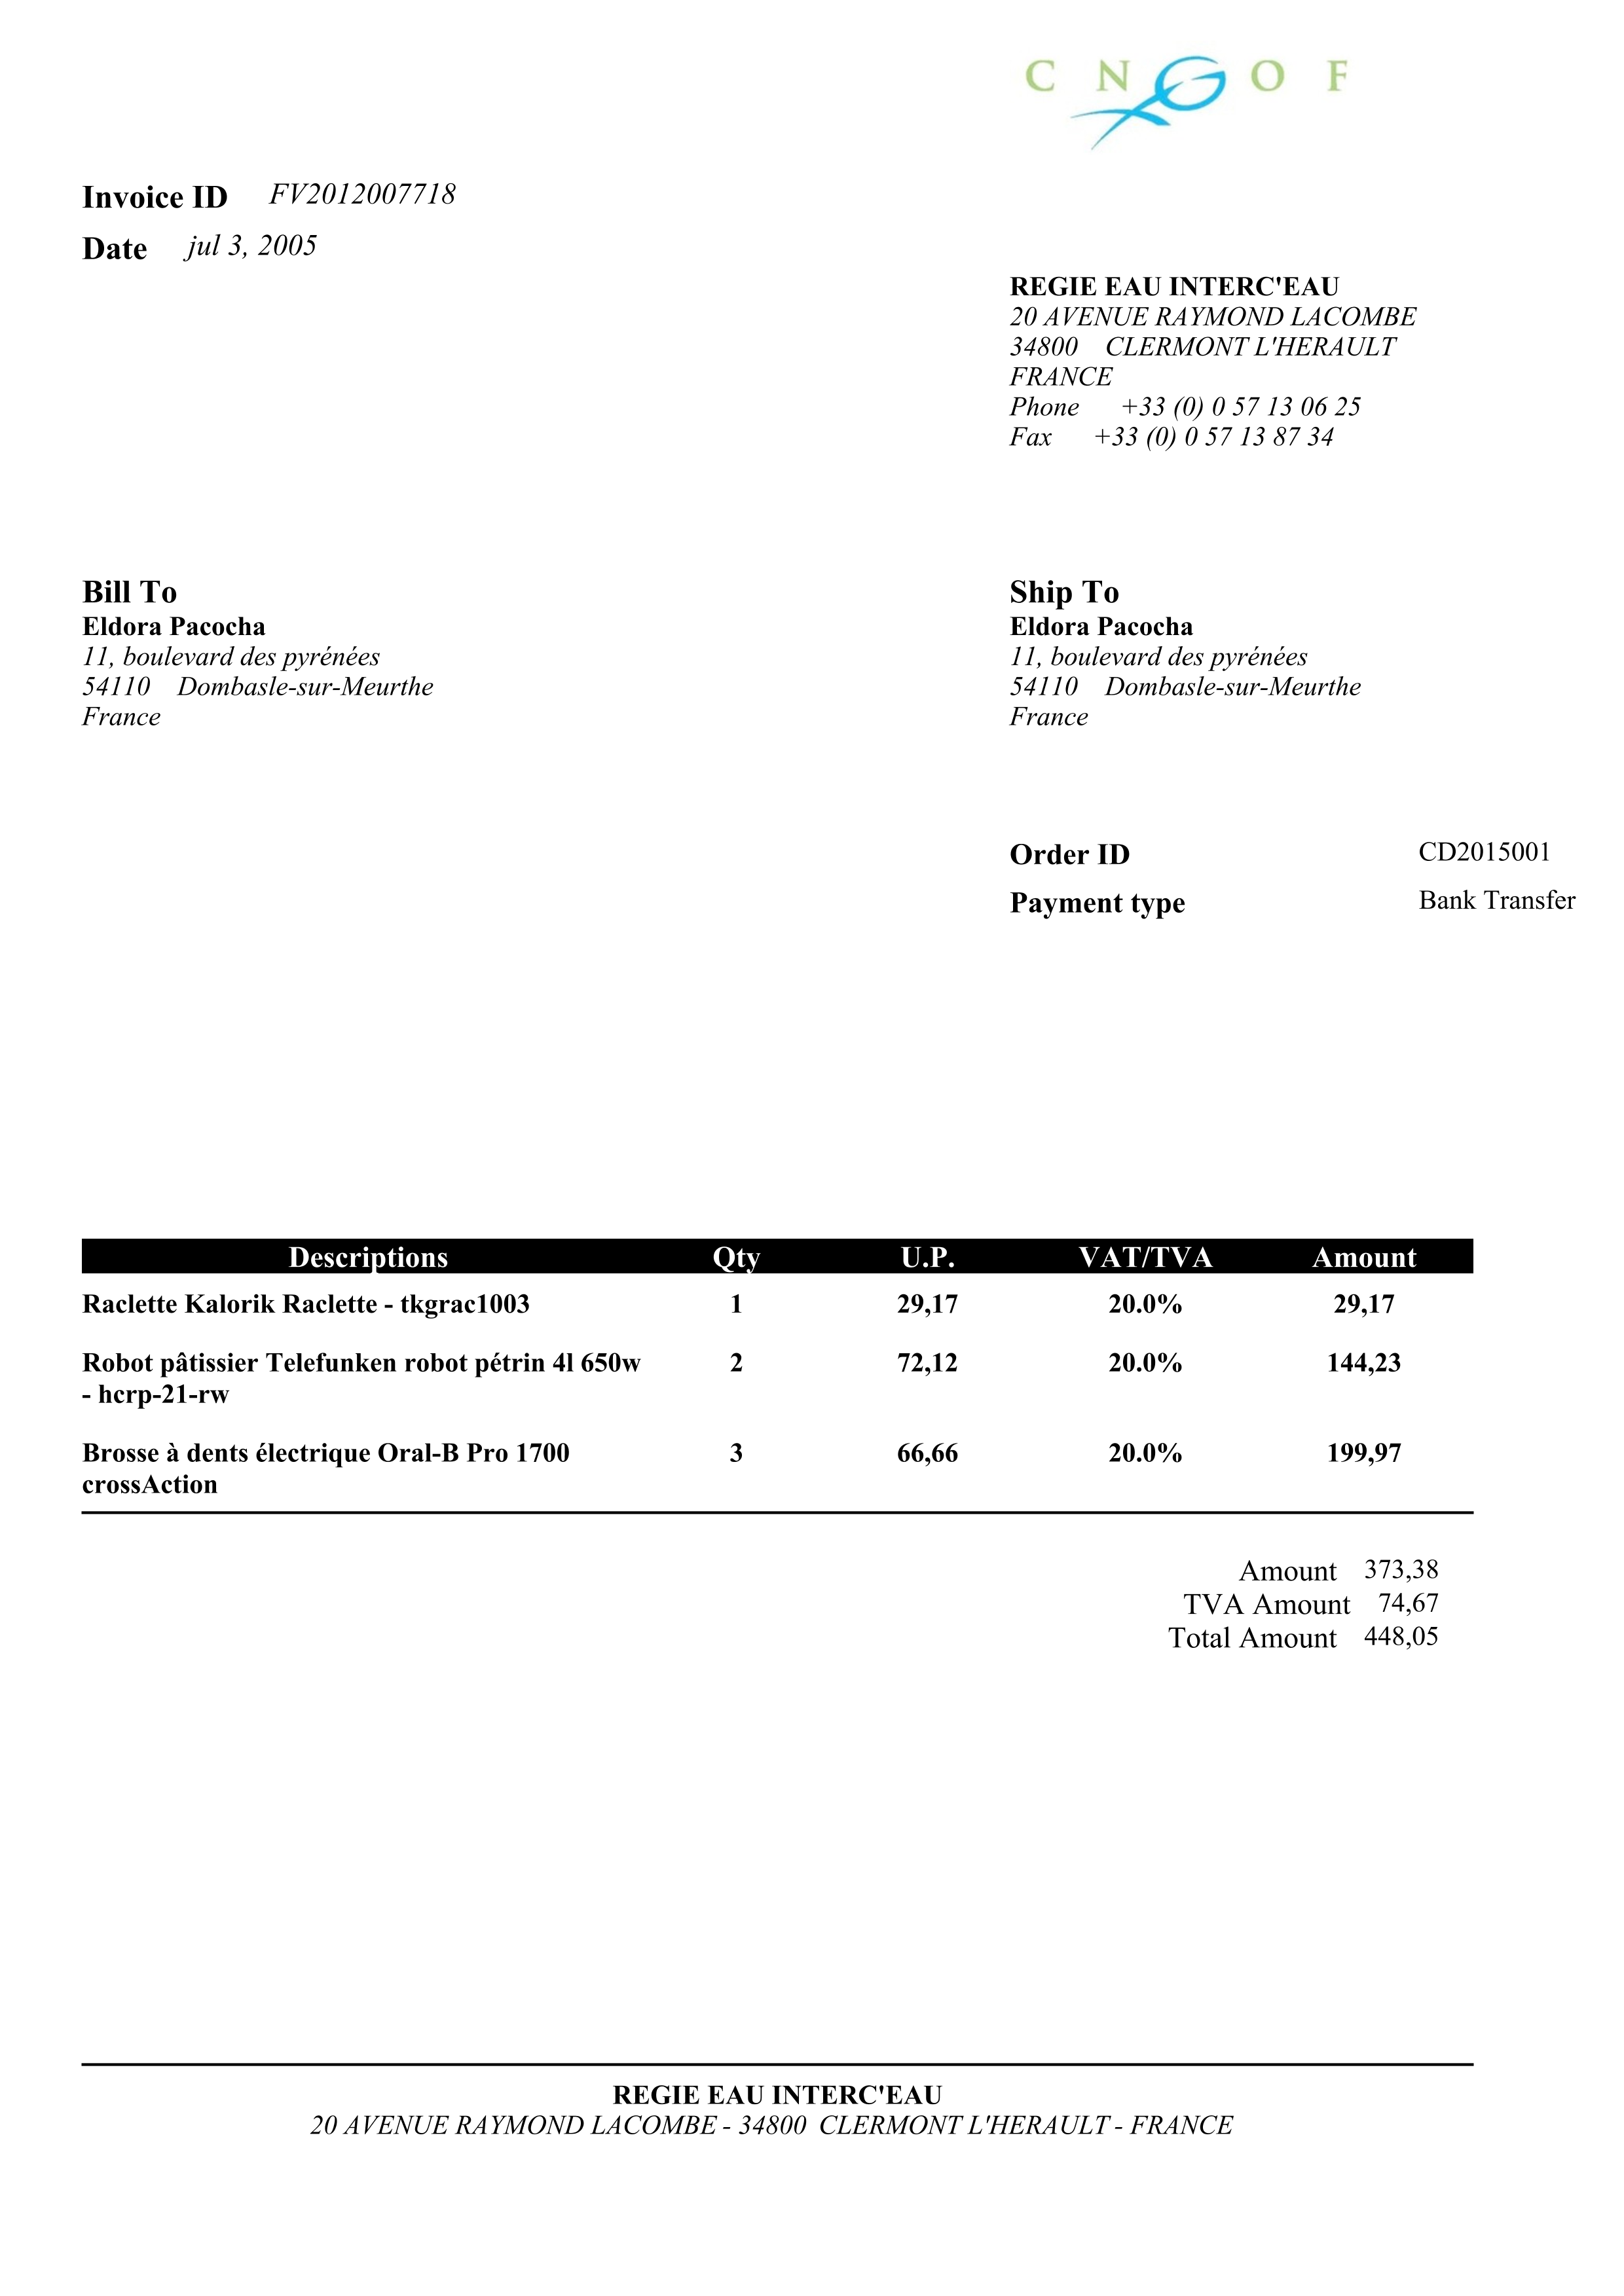 C N G O F
Invoice ID FV2012007718
Date jul 3, 2005
REGIE EAU INTERC'EAU
20 AVENUE RAYMOND LACOMBE
34800 CLERMONT L'HERAULT
FRANCE
Phone +33 (0) 0 57 13 06 25
Fax +33 (0) 0 57 13 87 34
Bill To
Eldora Pacocha
11, boulevard des pyrénées
54110 Dombasle-sur-Meurthe
France
Ship To
Eldora Pacocha
11, boulevard des pyrénées
54110 Dombasle-sur-Meurthe
France
Order ID CD2015001
Payment type Bank Transfer
Descriptions Qty U.P. VAT/TVA Amount
Raclette Kalorik Raclette - tkgrac1003 1 29,17 20.0% 29,17
Robot pâtissier Telefunken robot pétrin 4l 650w 2 72,12 20.0% 144,23
- hcrp-21-rw
Brosse à dents électrique Oral-B Pro 1700 3 66,66 20.0% 199,97
crossAction
Amount 373,38
TVA Amount 74,67
Total Amount 448,05
REGIE EAU INTERC'EAU
20 AVENUE RAYMOND LACOMBE - 34800 CLERMONT L'HERAULT - FRANCE